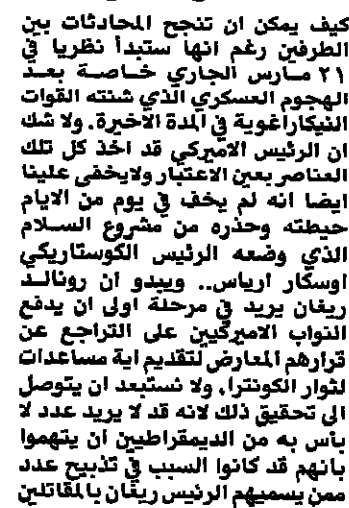 كيف يمكن ان تنجح المحادثات بين
الطرفين رغم انها ستبدأ نظريا في
٢١ مارس الجاري خاصة بعد
الهجوم العسكري الذي شنته القوات
النيكاراغوية في المدة الاخيرة. ولا شك
ان الرئيس الاميركي قد اخذ كل تلك
العناصر بعين الاعتبار ولايخفى علينا
ايضا انه لم يخف في يوم من الايام
حيطته وحذره من مشروع السلام
الذي وضعه الرئيس الكوستاريكي
اوسكار ارياس.. ويبدو ان رونالد
ريغان يريد في مرحلة اولى ان يدفع
النواب الاميركيين على التراجع عن
قرارهم المعارض لتقديم اية مساعدات
لثوار الكونترا. ولا نستبعد ان يتوصل
الى تحقيق ذلك لانه قد لا يريد عدد لا
بأس به من الديمقراطيين ان يتهموا
بانهم قد كانوا السبب في تذبيح عدد
ممن يسميهم الرئيس ريغان بالمقاتلين